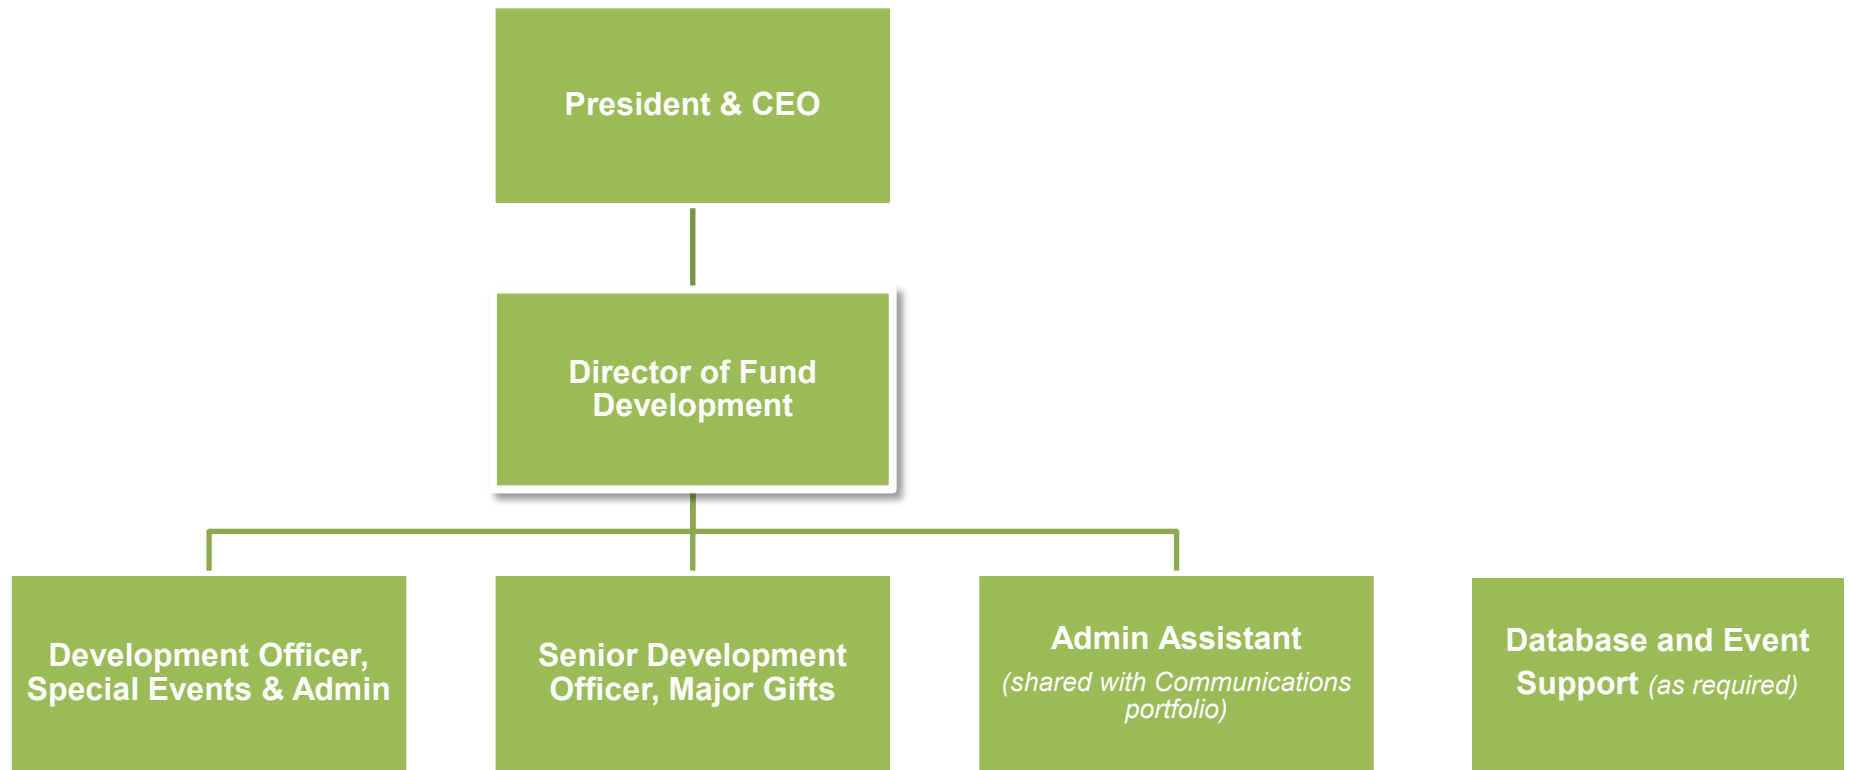 President & CEO
Director of Fund
Development
Development Officer,
Special Events & Admin
Senior Development
Officer, Major Gifts
Admin Assistant
(shared with Communications
portfolio)
Database and Event
Support (as required)